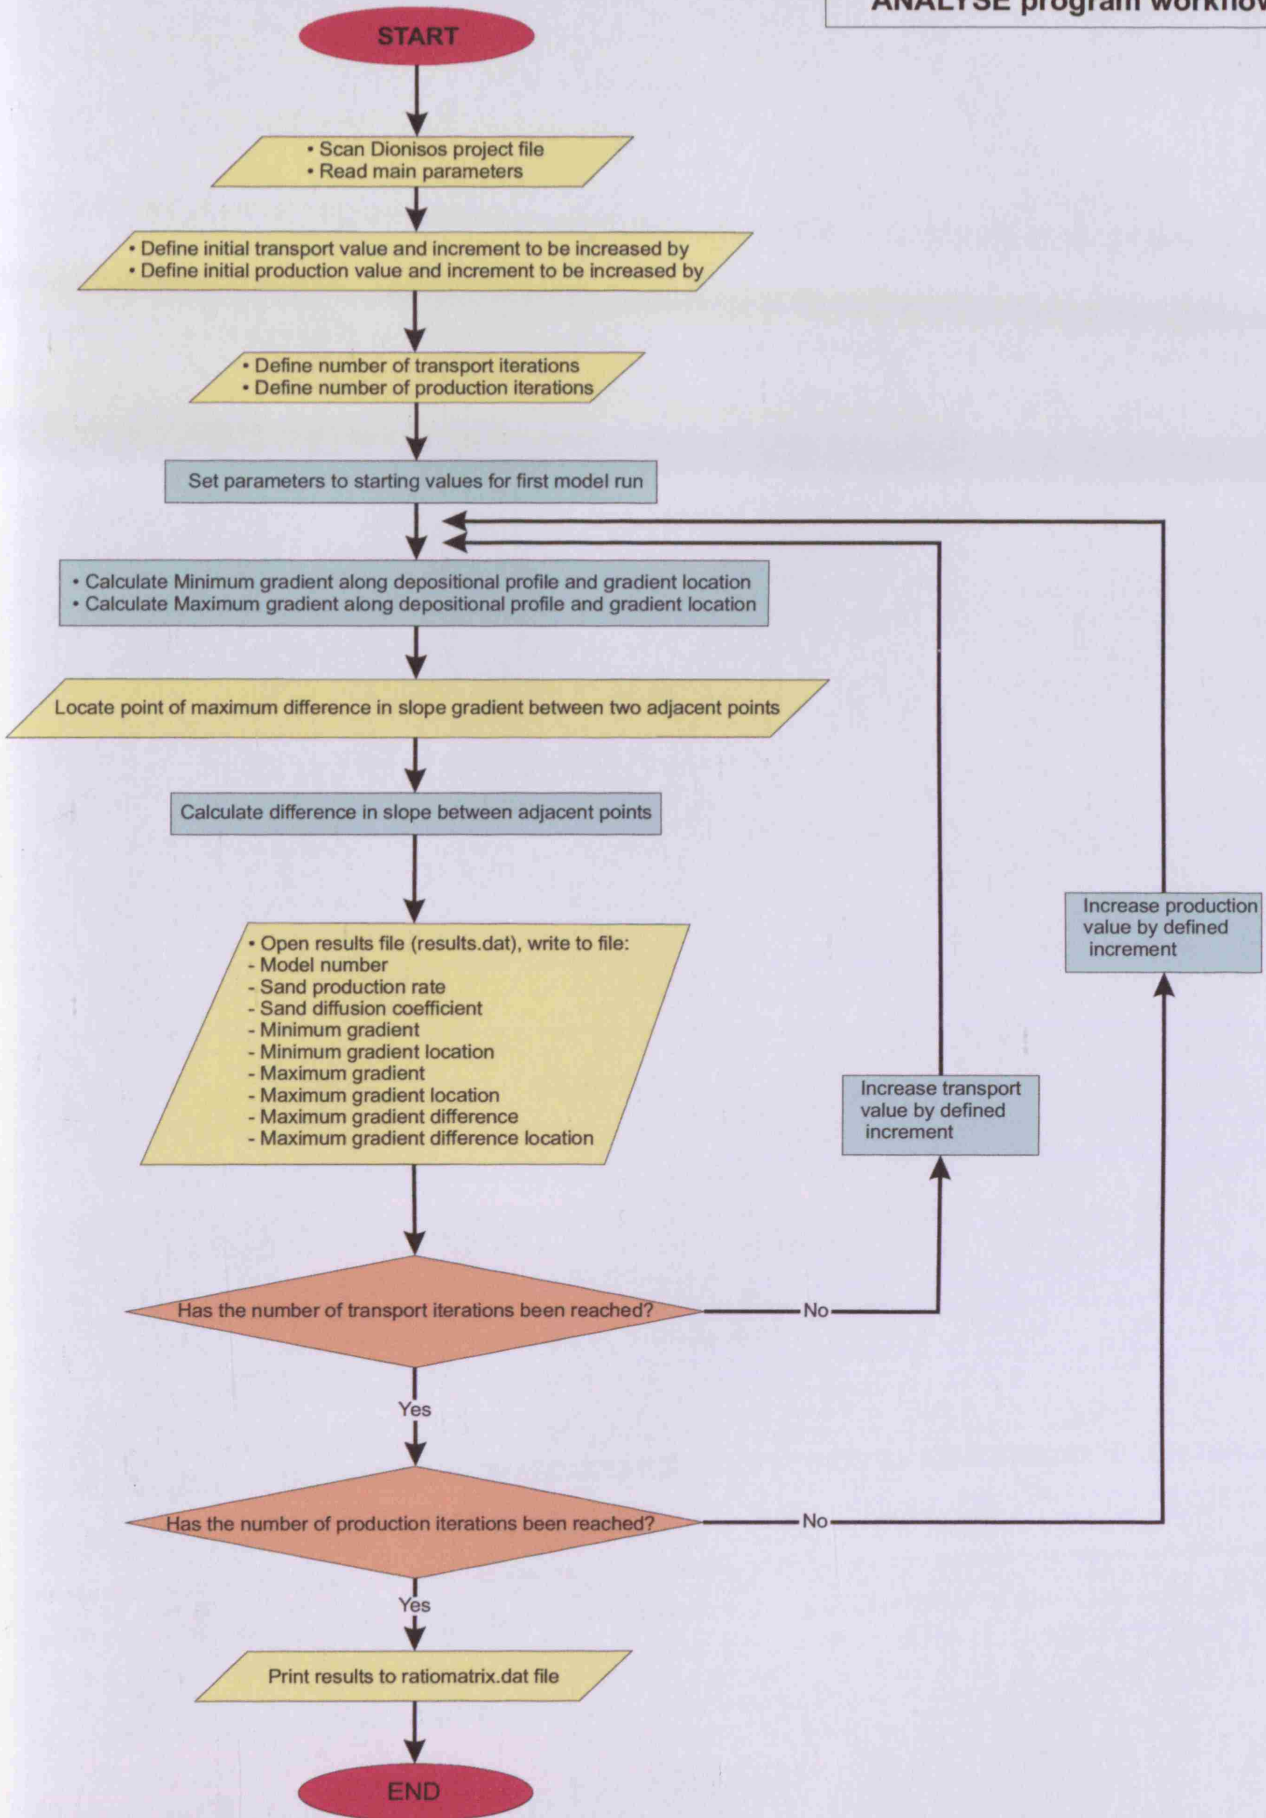 ANALYSE program workflow
START
• Scan Dionisos project file
• Read main parameters
• Define initial transport value and increment to be increased by
• Define initial production value and increment to be increased by
• Define number of transport iterations
• Define number of production iterations
Set parameters to starting values for first model run
• Calculate Minimum gradient along depositional profile and gradient location
• Calculate Maximum gradient along depositional profile and gradient location
Locate point of maximum difference in slope gradient between two adjacent points
Calculate difference in slope between adjacent points
• Open results file (results.dat), write to file:
- Model number
- Sand production rate
- Sand diffusion coefficient
- Minimum gradient
- Minimum gradient location
- Maximum gradient
- Maximum gradient location
- Maximum gradient difference
- Maximum gradient difference location
Increase production
value by defined
increment
Increase transport
value by defined
increment
Has the number of transport iterations been reached?
No
Yes
Has the number of production iterations been reached?
No
Yes
Print results to ratiomatrix.dat file
END